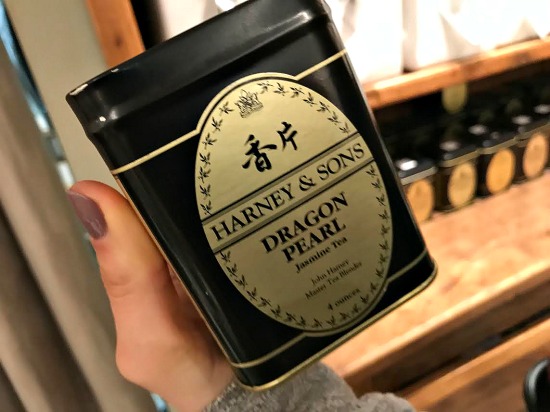 香片
HARNEY & SONS
DRAGON
PEARL
Jasmine Tea
John Harney
Master Tea Blender
4 ounces